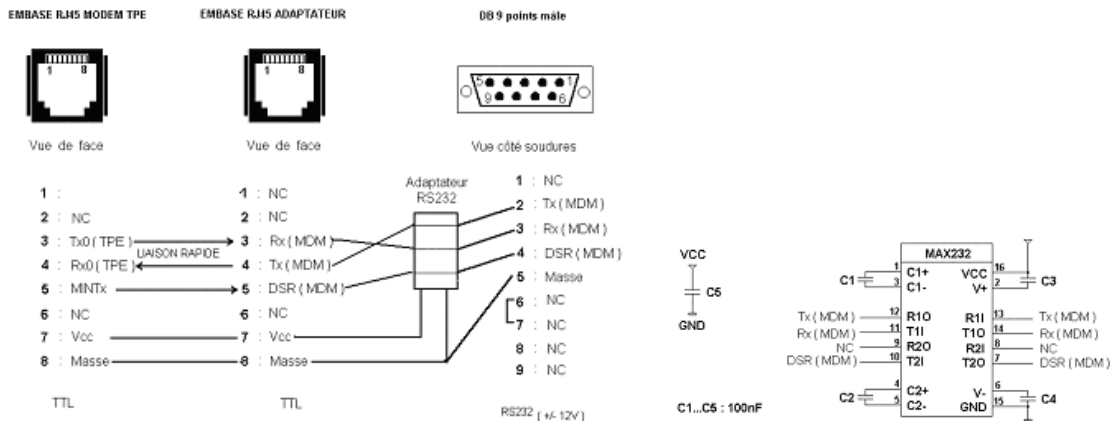 EMBASE RJ45 MODEM TPE
EMBASE RJ45 ADAPTATEUR
DB 9 points mâle
1 8
1 8
5 1
9 6
Vue de face
Vue de face
Vue côté soudures
1 :
2 : NC
3 : Tx0 ( TPE )
4 : Rx0 ( TPE )
5 : MINTx
6 : NC
7 : Vcc
8 : Masse
TTL
LIAISON RAPIDE
1 : NC
2 : NC
3 : Rx ( MDM )
4 : Tx ( MDM )
5 : DSR ( MDM )
6 : NC
7 : Vcc
8 : Masse
TTL
Adaptateur
RS232
1 : NC
2 : Tx ( MDM )
3 : Rx ( MDM )
4 : DSR ( MDM )
5 : Masse
6 : NC
7 : NC
8 : NC
9 : NC
RS232 ( +/- 12V )
VCC
C5
GND
C1...C5 : 100nF
MAX232
C1 1 C1+ VCC 16
3 C1- V+ 2 C3
Tx ( MDM ) 12 R1O R1I 13 Tx ( MDM )
Rx ( MDM ) 11 T1I T1O 14 Rx ( MDM )
NC 9 R2O R2I 8 NC
DSR ( MDM ) 10 T2I T2O 7 DSR ( MDM )
C2 4 C2+ V- 6 C4
5 C2- GND 15